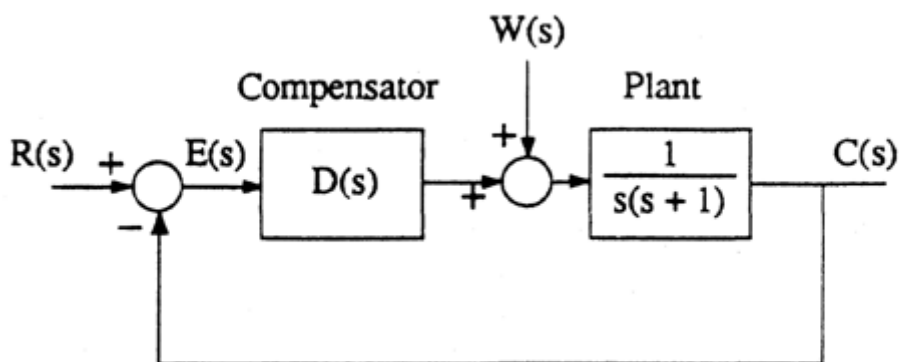 W(s)
Compensator
Plant
R(s)
+
E(s)
D(s)
+
+
1
s(s + 1)
C(s)
−